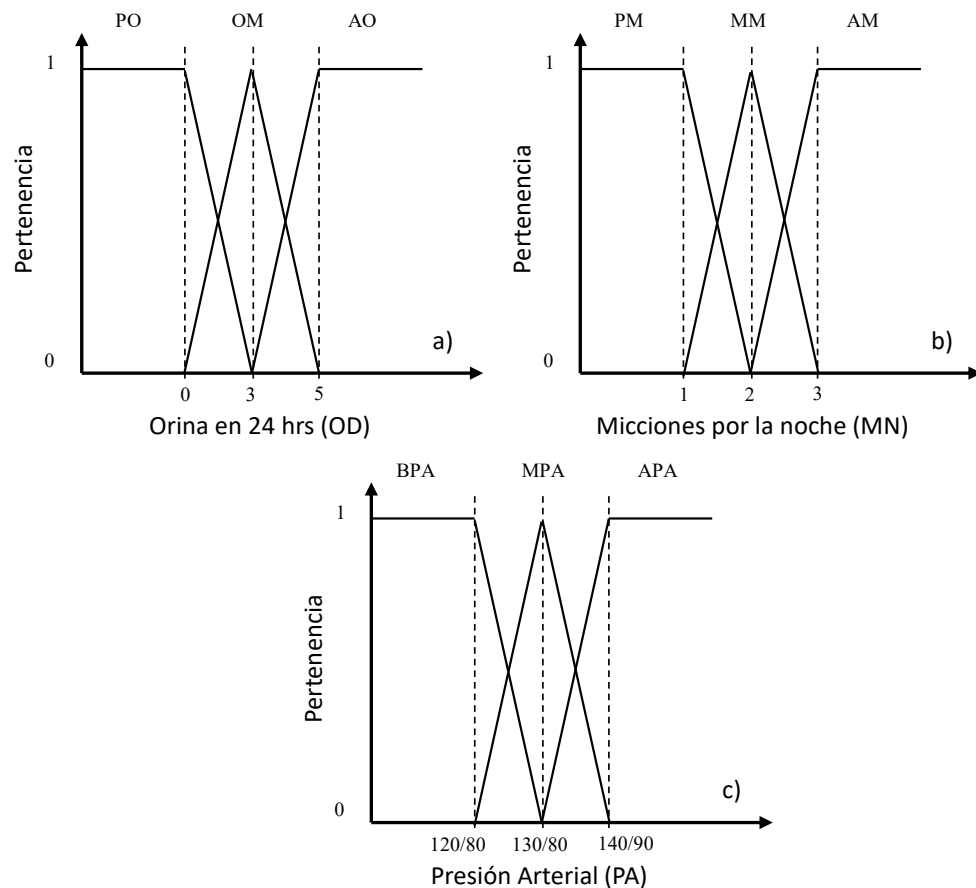 PO OM AO
1
Pertenencia
0
a)
0 3 5
Orina en 24 hrs (OD)
PM MM AM
1
Pertenencia
0
b)
1 2 3
Micciones por la noche (MN)
BPA MPA APA
1
Pertenencia
0
c)
120/80 130/80 140/90
Presión Arterial (PA)